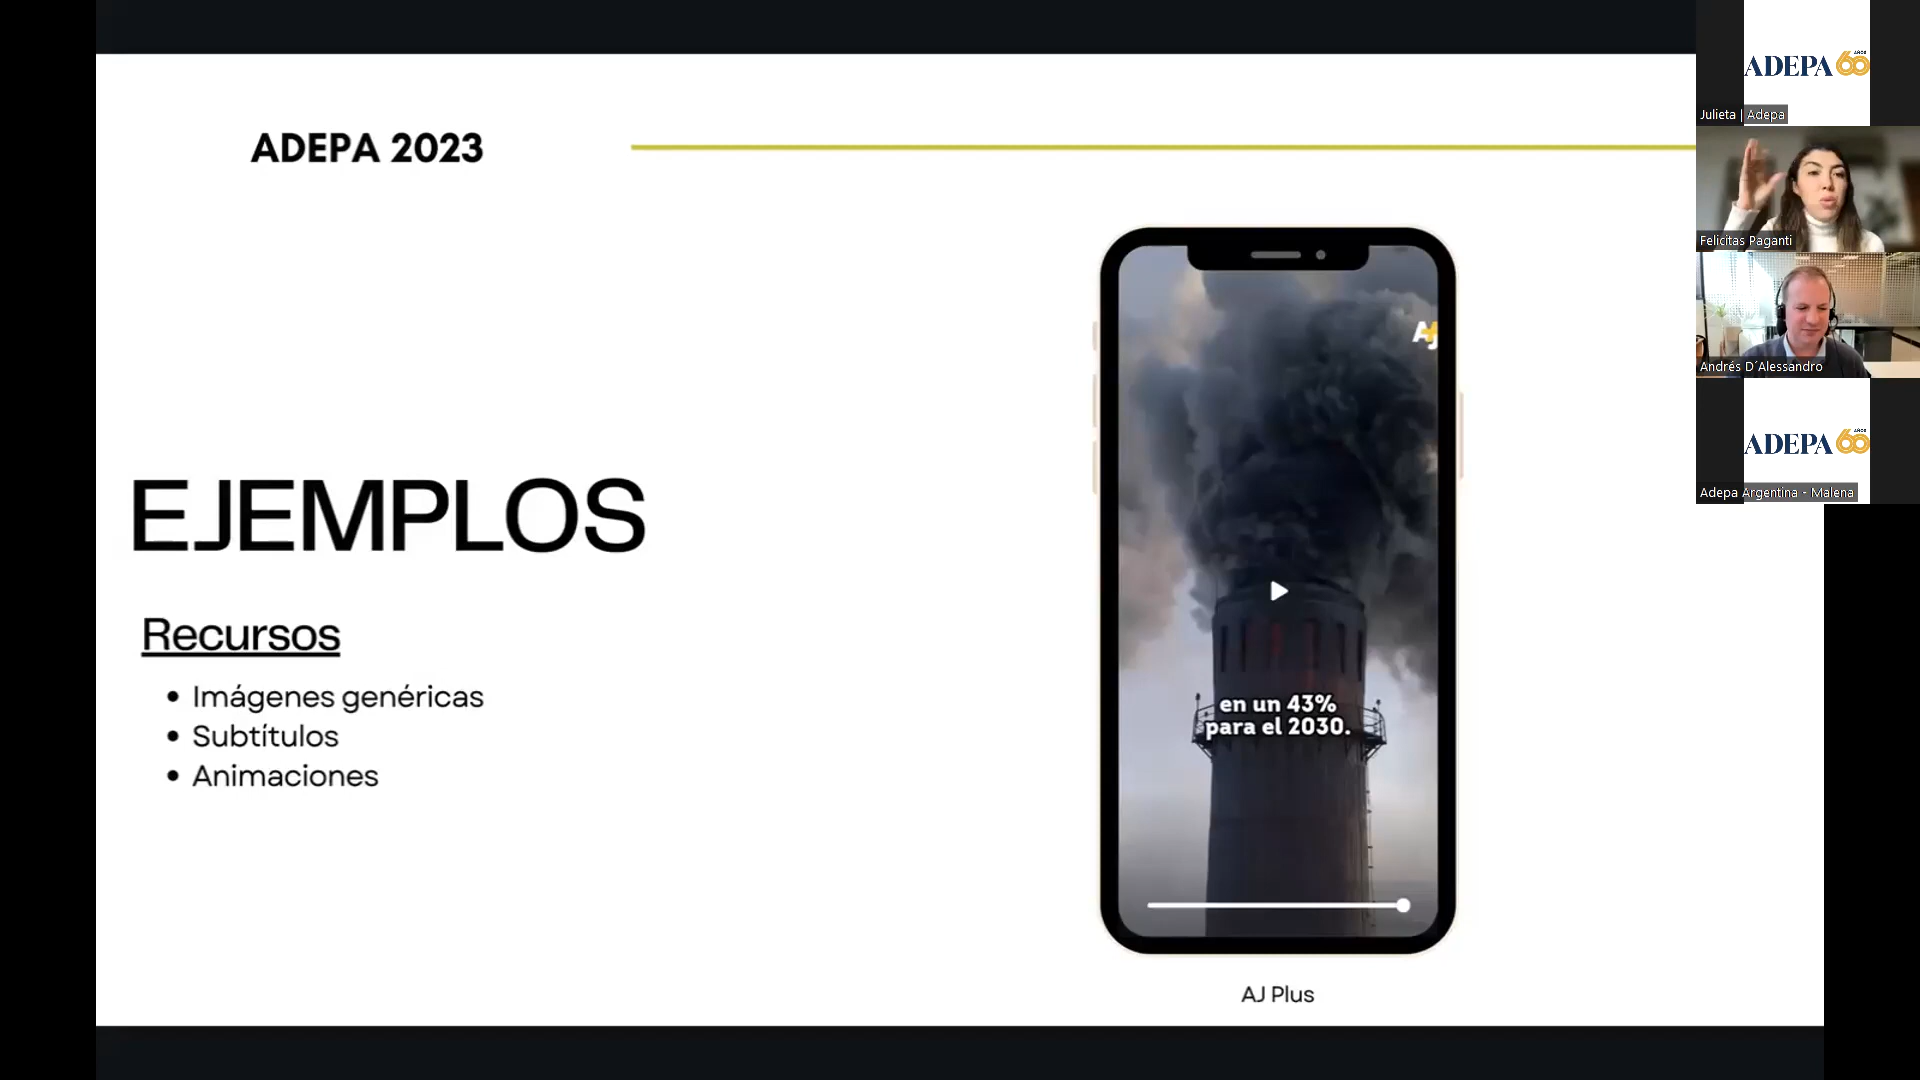 ADEPA 2023
EJEMPLOS
Recursos
• Imágenes genéricas
• Subtítulos
• Animaciones
AJ+
en un 43%
para el 2030.
AJ Plus
ADEPA 60 AÑOS
Julieta | Adepa
Felicitas Paganti
Andrés D´Alessandro
ADEPA 60 AÑOS
Adepa Argentina - Malena